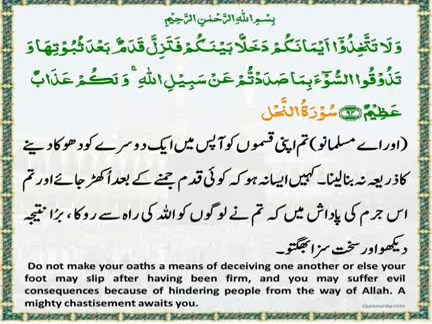 بِسْمِ اللهِ الرَّحْمٰنِ الرَّحِيْمِ
وَلَا تَتَّخِذُوْٓا اَيْمَانَكُمْ دَخَلًۢا بَيْنَكُمْ فَتَزِلَّ قَدَمٌۢ بَعْدَ ثُبُوْتِهَا وَ
تَذُوْقُوا السُّوْٓءَ بِمَا صَدَدْتُّمْ عَنْ سَبِيْلِ اللهِ ۚ وَلَكُمْ عَذَابٌ
عَظِيْمٌ ﴿٩٤﴾ سُوْرَةُ النَّحْل
(اور اے مسلمانو) تم اپنی قسموں کو آپس میں ایک دوسرے کو دھوکا دینے
کا ذریعہ نہ بنا لینا۔ کہیں ایسا نہ ہو کہ کوئی قدم جمنے کے بعد اُکھڑ جائے اور تم
اس جرم کی پاداش میں کہ تم نے لوگوں کو اللہ کی راہ سے روکا، بڑا نتیجہ
دیکھو اور سخت سزا بھگتو۔
Do not make your oaths a means of deceiving one another or else your
foot may slip after having been firm, and you may suffer evil
consequences because of hindering people from the way of Allah. A
mighty chastisement awaits you.